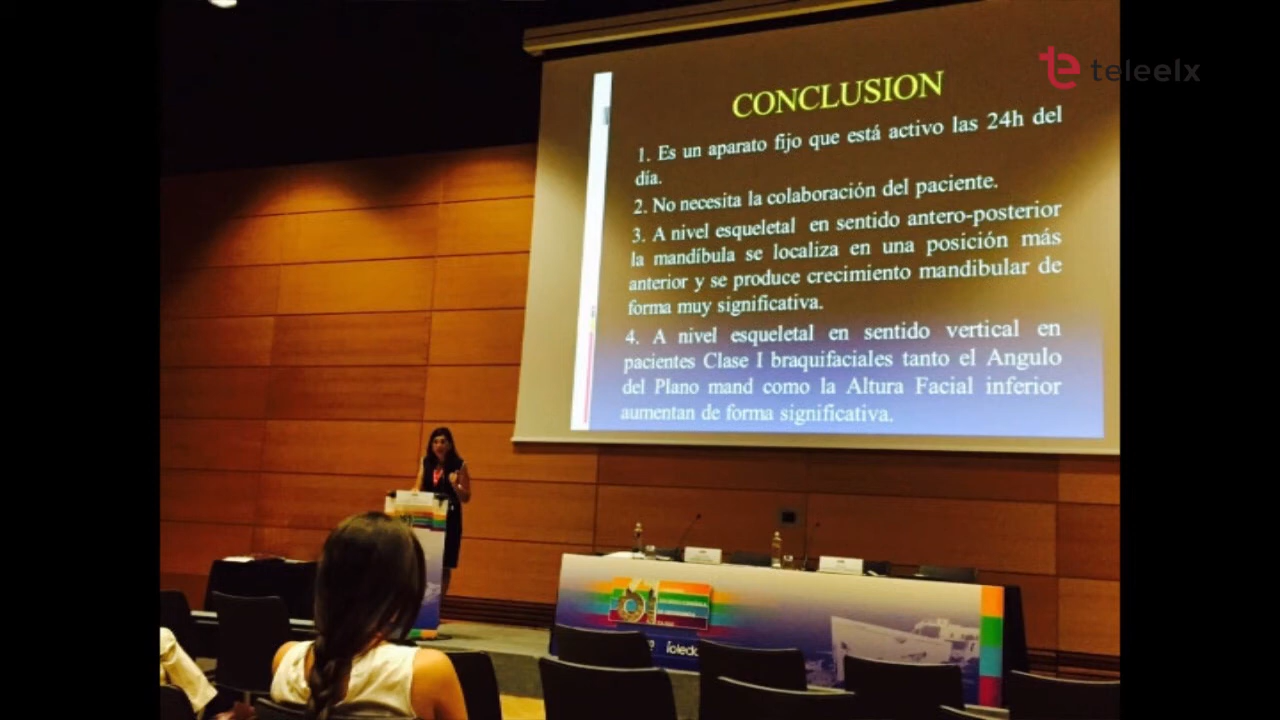 teleelx
CONCLUSION
1. Es un aparato fijo que está activo las 24h del
día.
2. No necesita la colaboración del paciente.
3. A nivel esqueletal en sentido antero-posterior
la mandíbula se localiza en una posición más
anterior y se produce crecimiento mandibular de
forma muy significativa.
4. A nivel esqueletal en sentido vertical en
pacientes Clase I braquifaciales tanto el Angulo
del Plano mand como la Altura Facial inferior
aumentan de forma significativa.